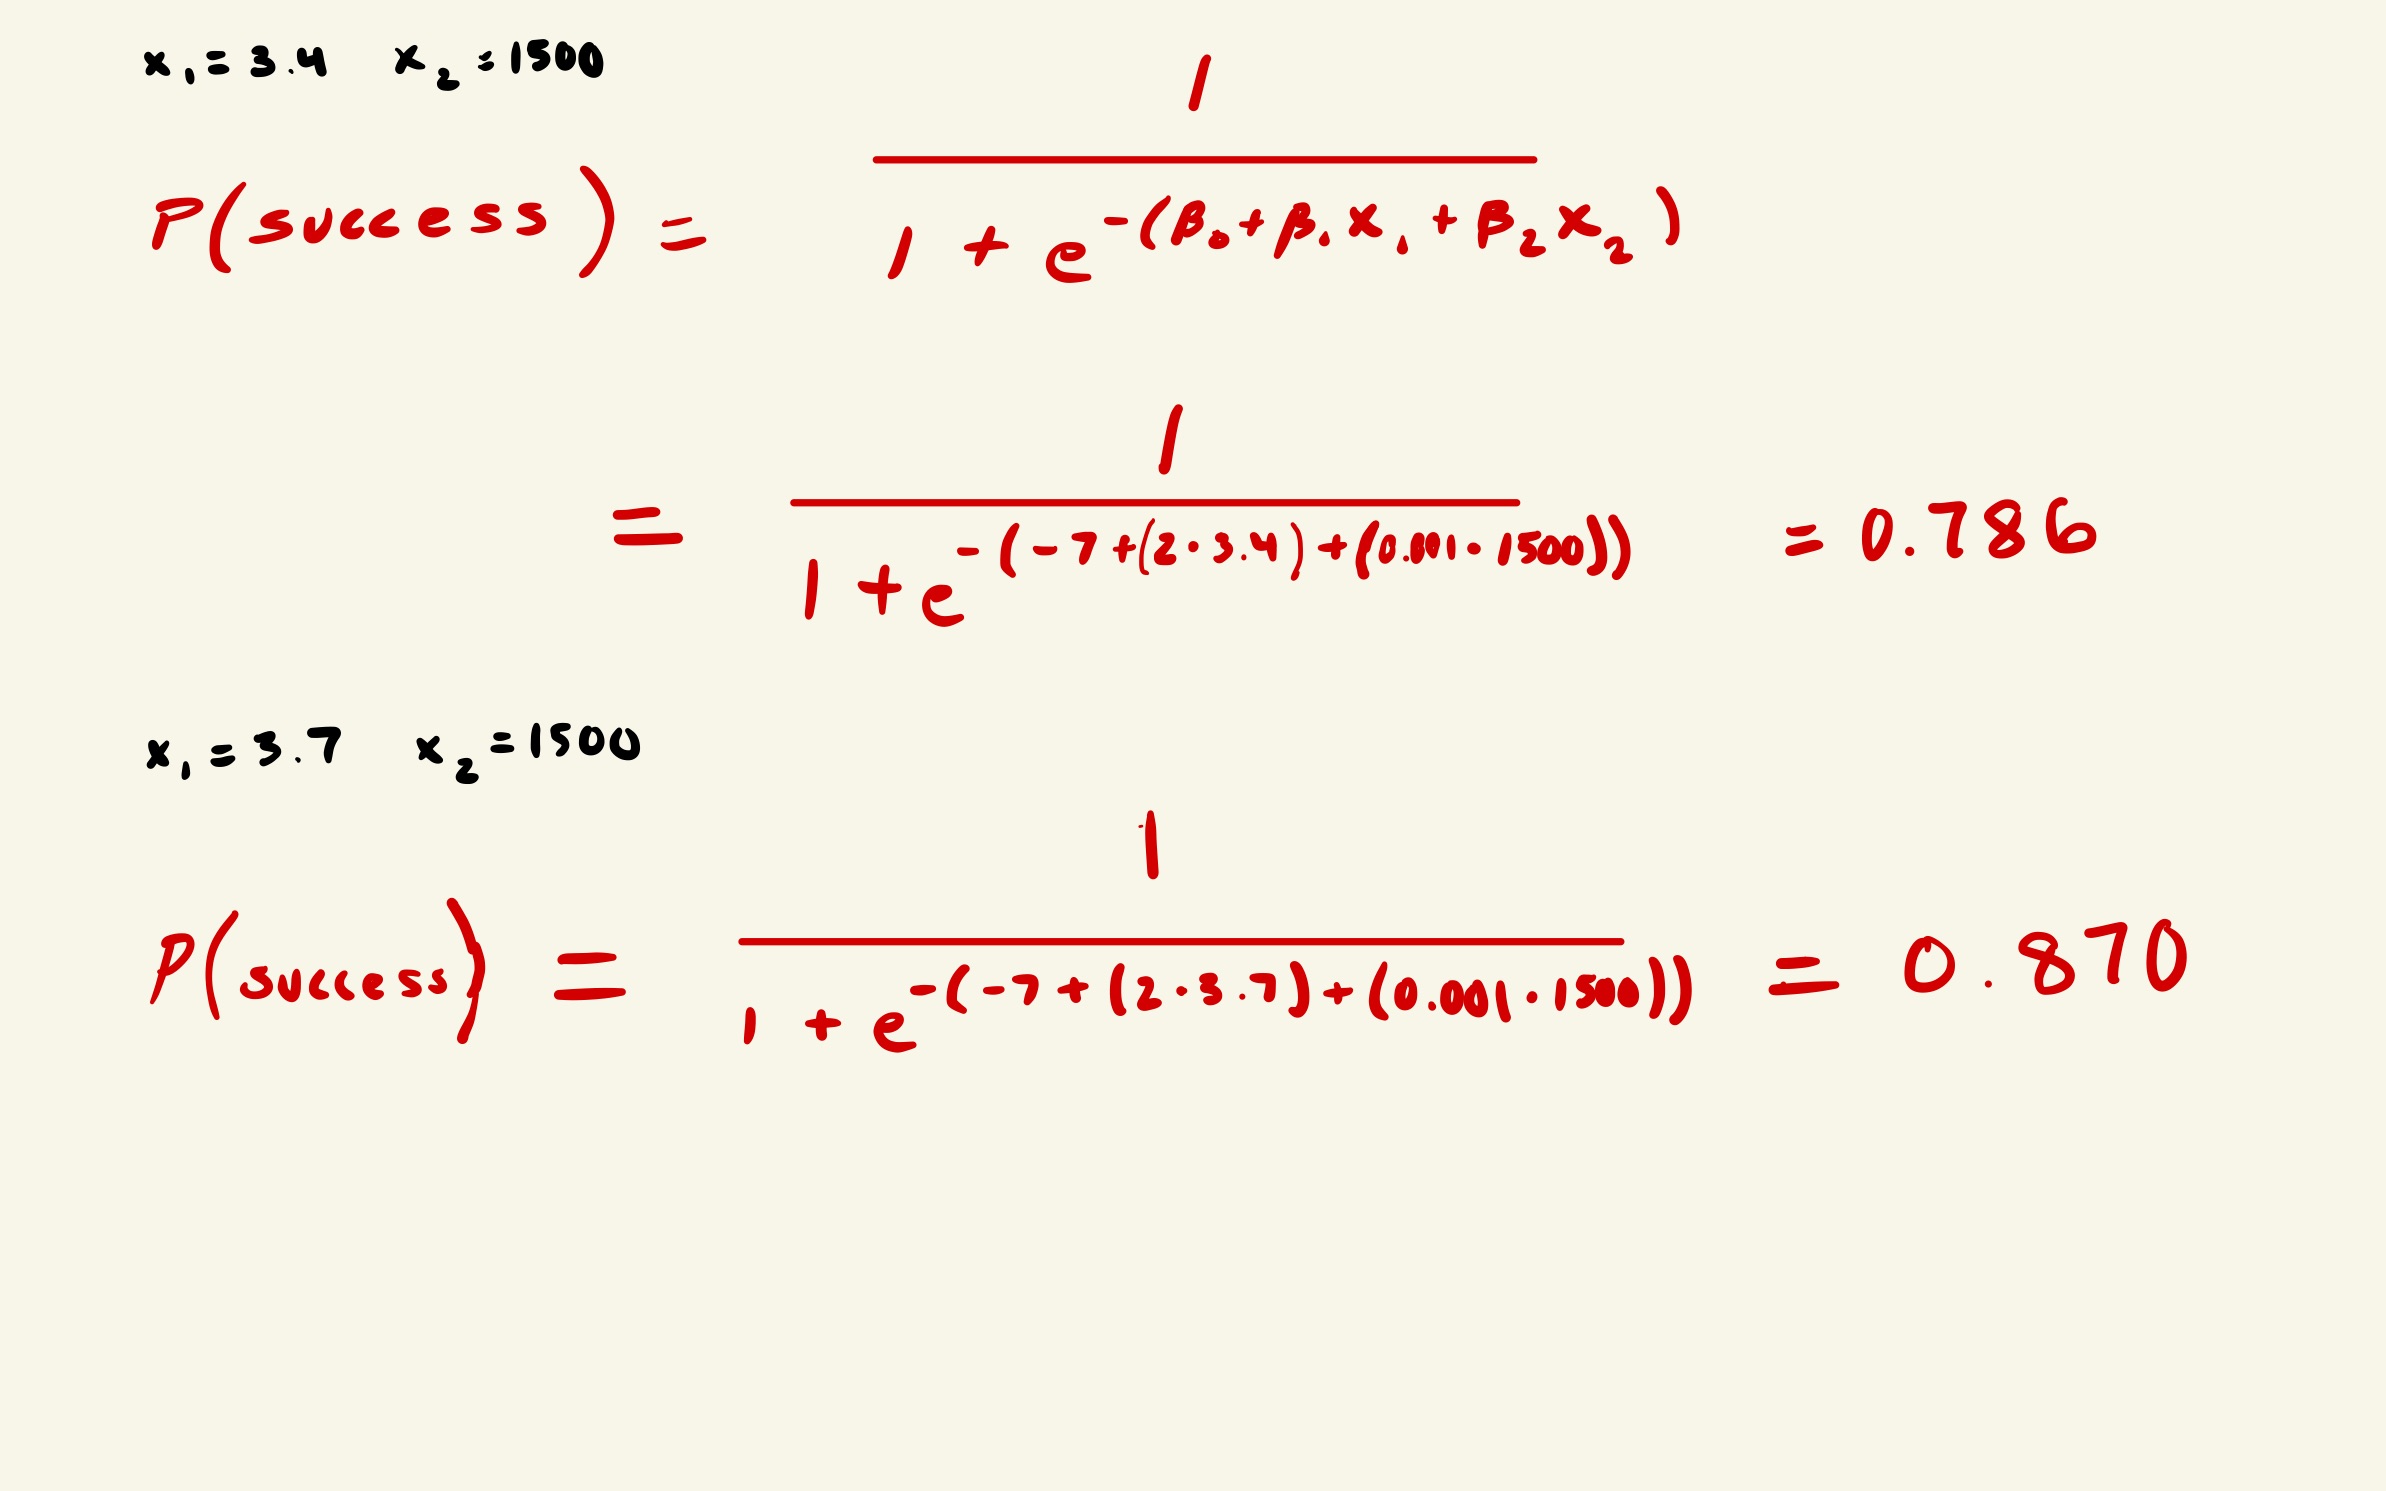 x₁ = 3.4 x₂ = 1500
1
P(success) = 1 + e^-(β₀ + β₁x₁ + β₂x₂)
1
= 1 + e^-(-7 + (2·3.4) + (0.001·1500)) = 0.786
x₁ = 3.7 x₂ = 1500
1
P(success) = 1 + e^-(-7 + (2·3.7) + (0.001·1500)) = 0.870